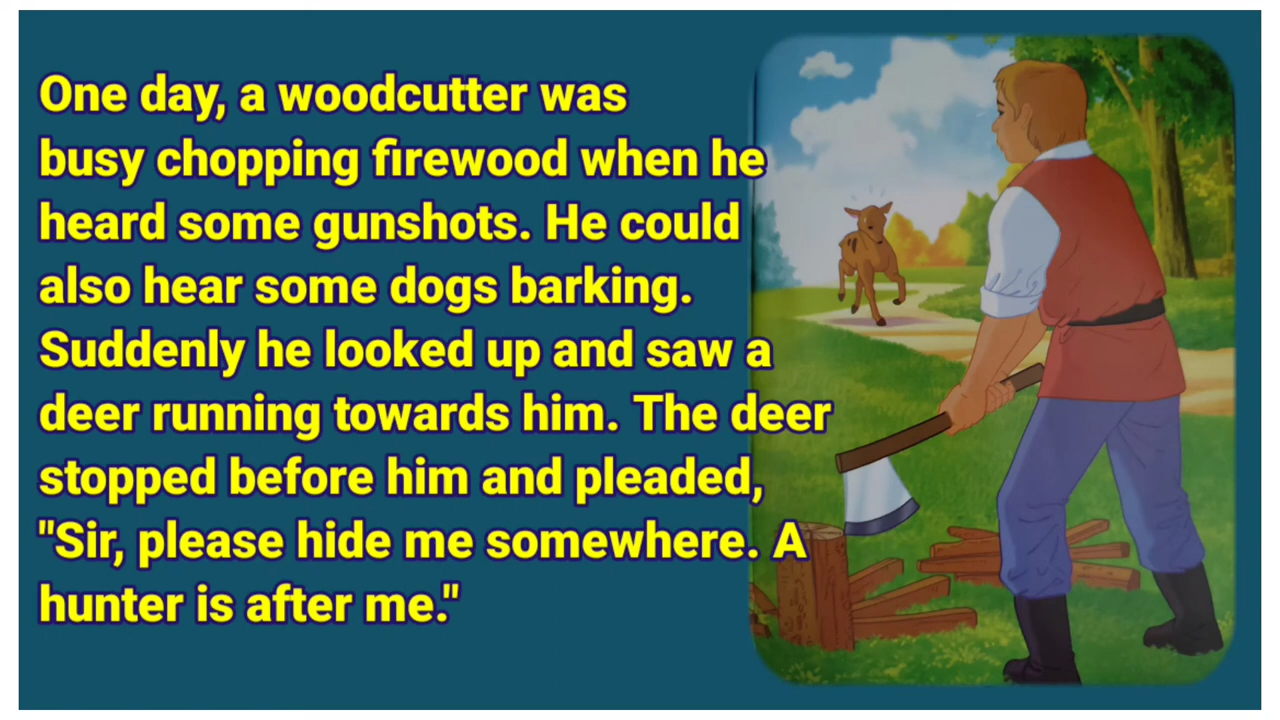 One day, a woodcutter was
busy chopping firewood when he
heard some gunshots. He could
also hear some dogs barking.
Suddenly he looked up and saw a
deer running towards him. The deer
stopped before him and pleaded,
"Sir, please hide me somewhere. A
hunter is after me."